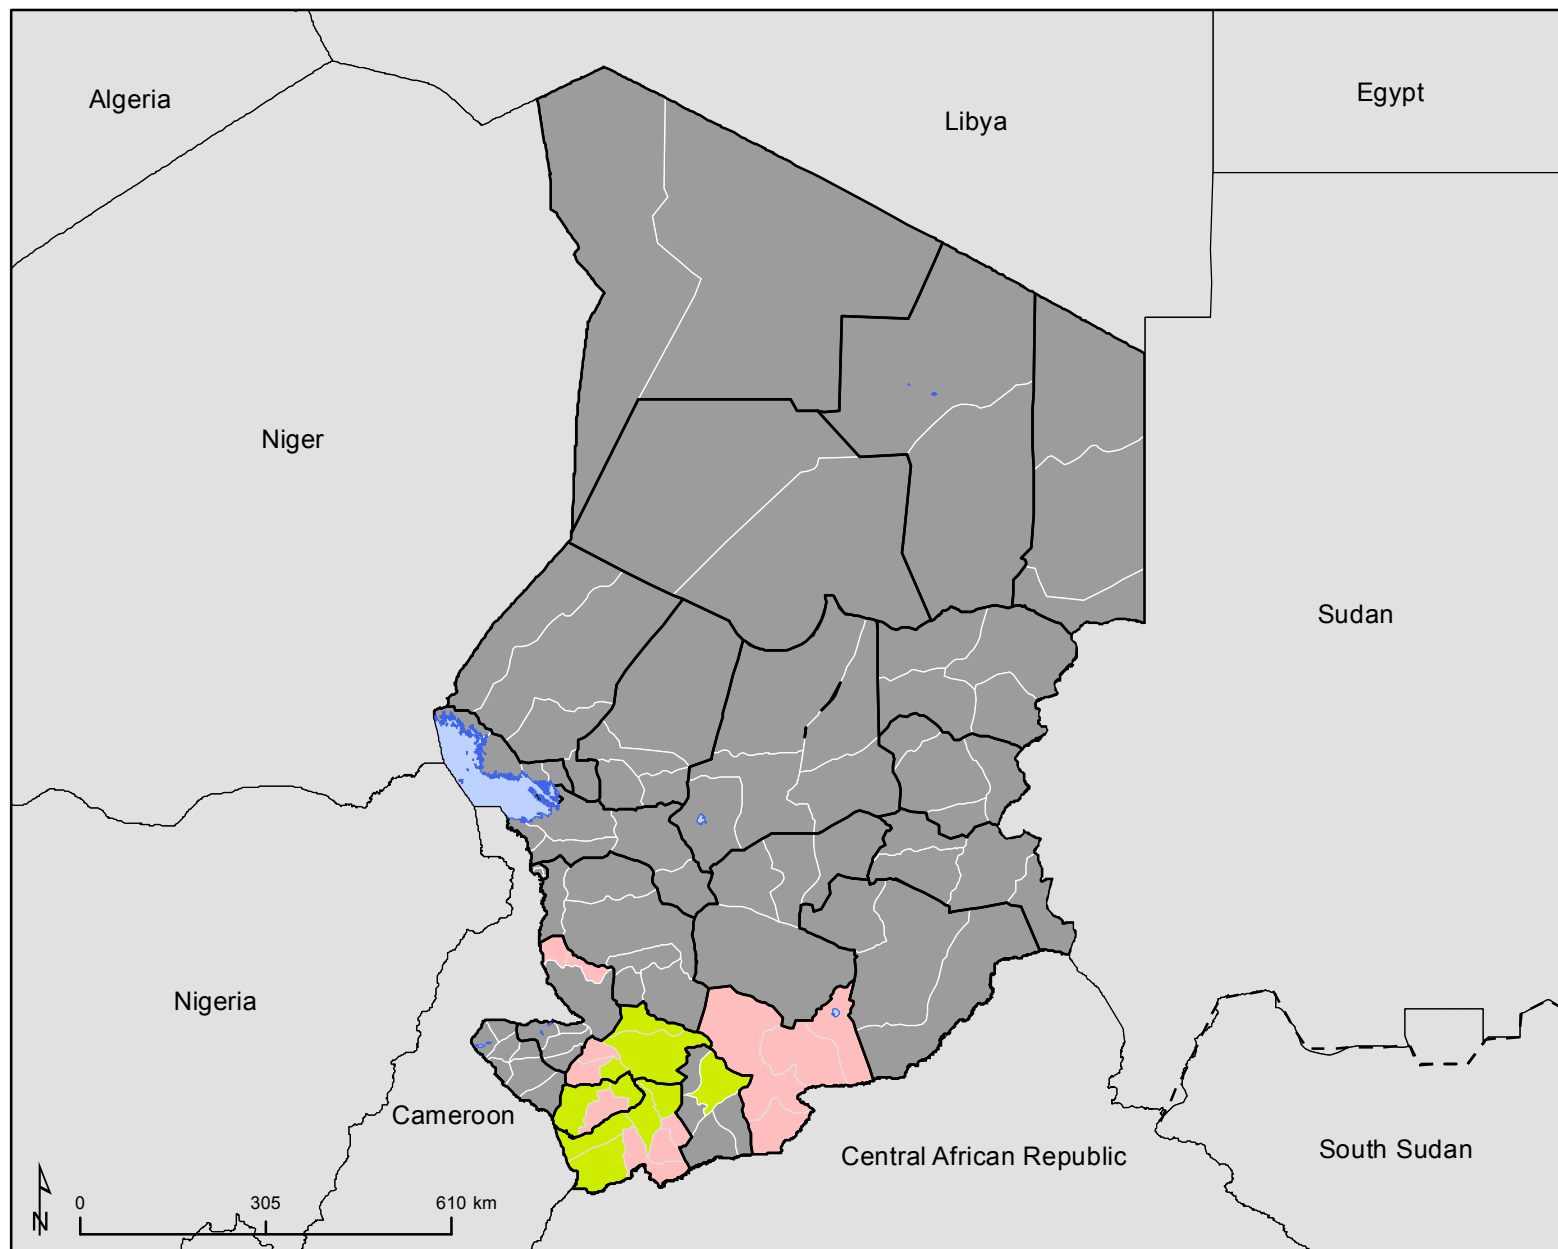 Algeria
Libya
Egypt
Niger
Sudan
Nigeria
Cameroon
Central African Republic
South Sudan
N
0 305 610 km